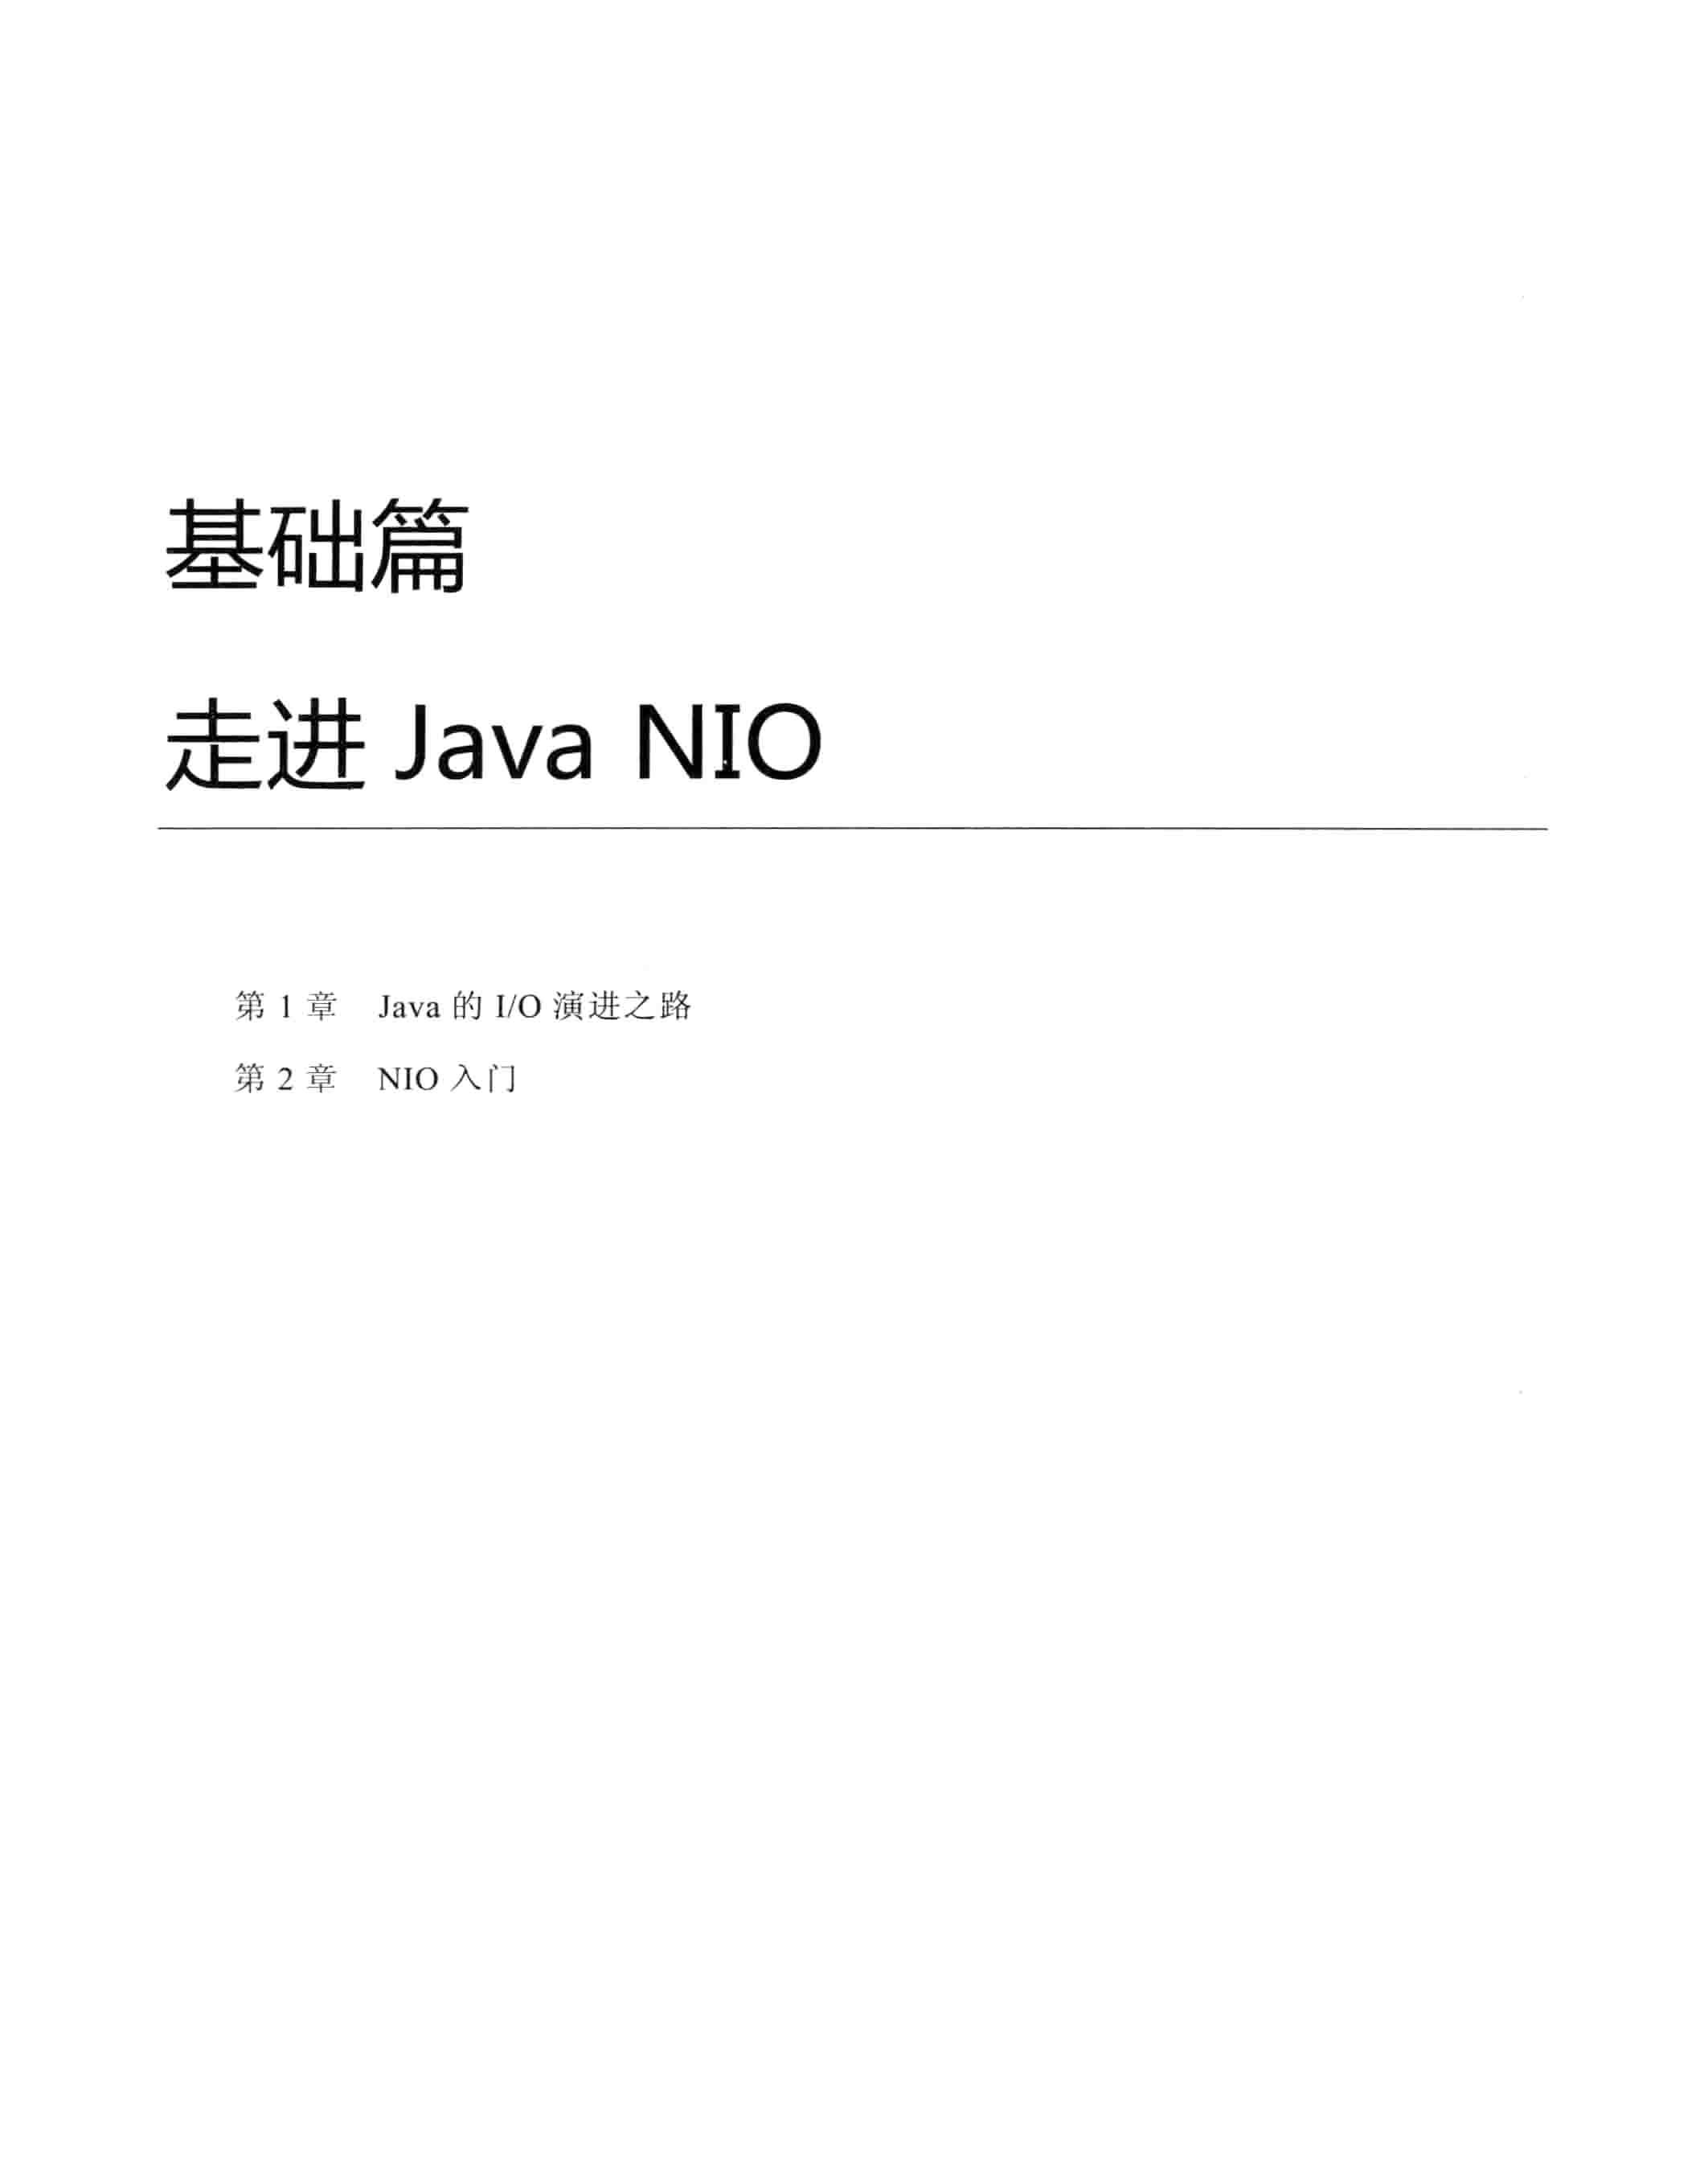 基础篇
走进 Java NIO
第 1 章 Java 的 I/O 演进之路
第 2 章 NIO 入门